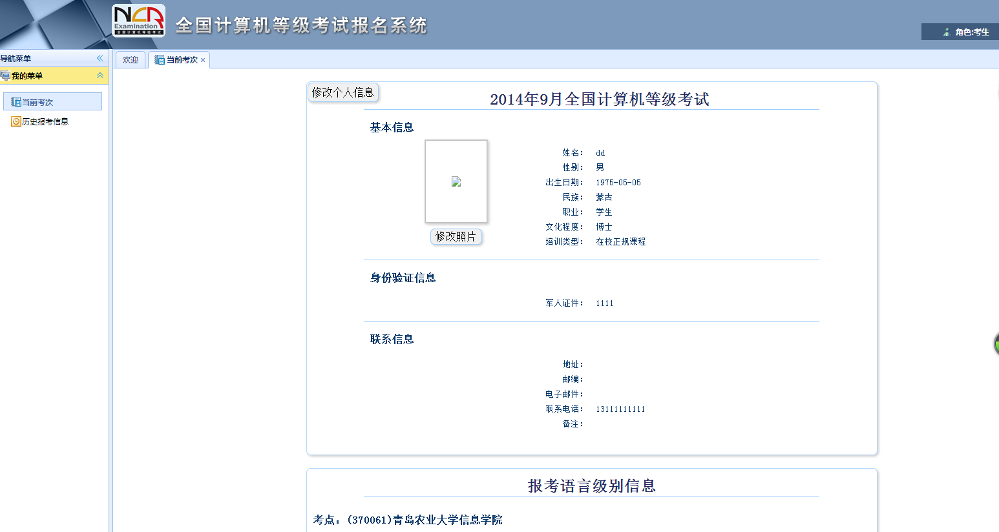 NCR
Examination
全国计算机等级考试
全国计算机等级考试报名系统
角色:考生
导航菜单
欢迎
当前考次
我的菜单
当前考次
历史报考信息
修改个人信息
2014年9月全国计算机等级考试
基本信息
姓名： dd
性别： 男
出生日期： 1975-05-05
民族： 蒙古
职业： 学生
文化程度： 博士
培训类型： 在校正规课程
修改照片
身份验证信息
军人证件： 1111
联系信息
地址：
邮编：
电子邮件：
联系电话： 13111111111
备注：
报考语言级别信息
考点：(370061)青岛农业大学信息学院